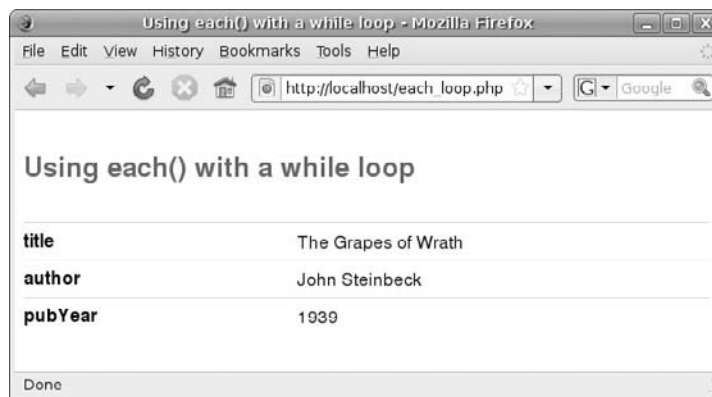 Using each() with a while loop - Mozilla Firefox
File Edit View History Bookmarks Tools Help
http://localhost/each_loop.php G Google
Using each() with a while loop
title The Grapes of Wrath
author John Steinbeck
pubYear 1939
Done